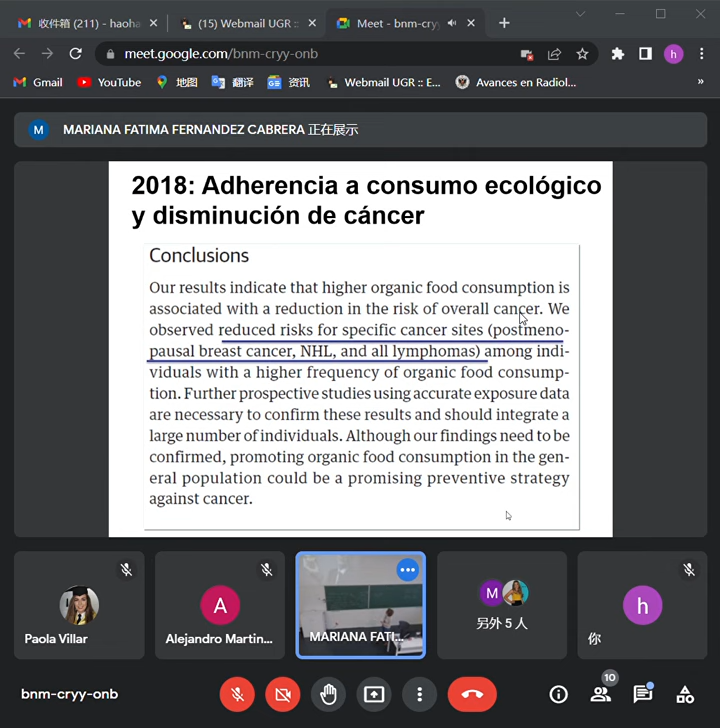 收件箱 (211) - haoha
(15) Webmail UGR ::
Meet - bnm-cry
meet.google.com/bnm-cryy-onb
h
Gmail
YouTube
地图
翻译
资讯
Webmail UGR :: E...
Avances en Radiol...
»
M
MARIANA FATIMA FERNANDEZ CABRERA 正在展示
2018: Adherencia a consumo ecológico
y disminución de cáncer
Conclusions
Our results indicate that higher organic food consumption is
associated with a reduction in the risk of overall cancer. We
observed reduced risks for specific cancer sites (postmeno-
pausal breast cancer, NHL, and all lymphomas) among indi-
viduals with a higher frequency of organic food consump-
tion. Further prospective studies using accurate exposure data
are necessary to confirm these results and should integrate a
large number of individuals. Although our findings need to be
confirmed, promoting organic food consumption in the gen-
eral population could be a promising preventive strategy
against cancer.
Paola Villar
A
Alejandro Martin...
MARIANA FATI...
M
另外 5 人
h
你
bnm-cryy-onb
10